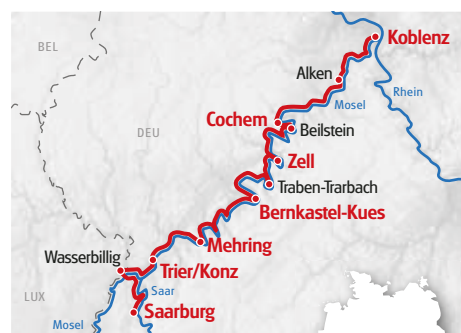 BEL
Koblenz
Alken
Mosel
Rhein
DEU
Cochem
Beilstein
Zell
Traben-Trarbach
Bernkastel-Kues
Mehring
Wasserbillig
Trier/Konz
LUX
Saar
Saarburg
Mosel